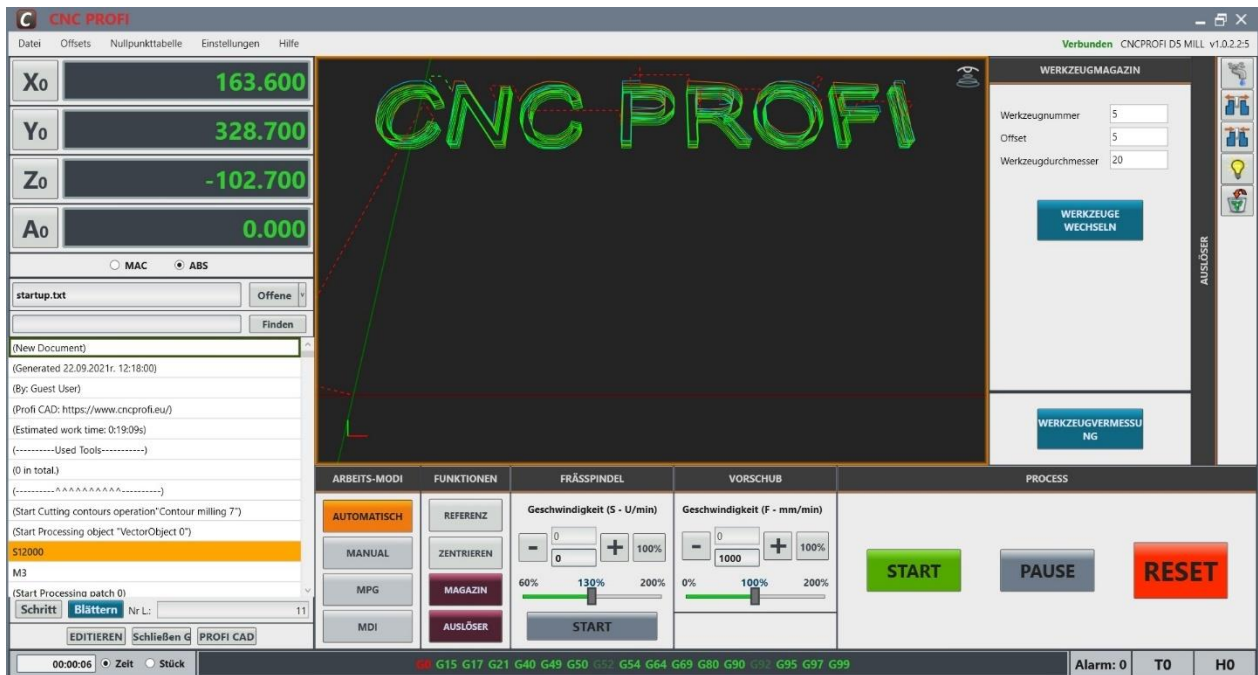 CNC PROFI
Datei Offsets Nullpunkttabelle Einstellungen Hilfe
Verbunden CNCPROFI D5 MILL v1.0.2.2:5
X0 163.600
Y0 328.700
Z0 -102.700
A0 0.000
MAC ABS
startup.txt Offene
Finden
(New Document)
(Generated 22.09.2021r. 12:18:00)
(By: Guest User)
(Profi CAD: https://www.cncprofi.eu/)
(Estimated work time: 0:19:09s)
(----------Used Tools-----------)
(0 in total.)
(----------^^^^^^^^^^----------)
(Start Cutting contours operation"Contour milling 7")
(Start Processing object "VectorObject 0")
S12000
M3
(Start Processing patch 0)
Schritt Blättern Nr L.: 11
EDITIEREN Schließen G PROFI CAD
CNC PROFI
WERKZEUGMAGAZIN
Werkzeugnummer 5
Offset 5
Werkzeugdurchmesser 20
WERKZEUGE
WECHSELN
WERKZEUGVERMESSU
NG
AUSLÖSER
ARBEITS-MODI
AUTOMATISCH
MANUAL
MPG
MDI
FUNKTIONEN
REFERENZ
ZENTRIEREN
MAGAZIN
AUSLÖSER
FRÄSSPINDEL
Geschwindigkeit (S - U/min)
- 0 + 100%
0
60% 130% 200%
START
VORSCHUB
Geschwindigkeit (F - mm/min)
- 0 + 100%
1000
0% 100% 200%
PROCESS
START PAUSE RESET
00:00:06 Zeit Stück
G0 G15 G17 G21 G40 G49 G50 G52 G54 G64 G69 G80 G90 G92 G95 G97 G99
Alarm: 0 T0 H0